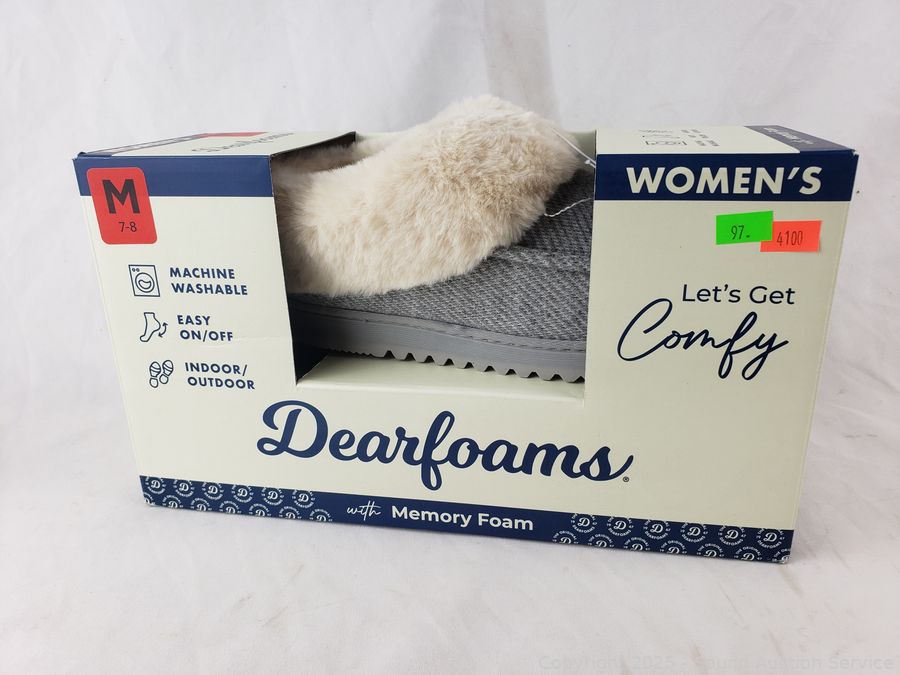 WOMEN'S
M
7-8
97.
4100
MACHINE
WASHABLE
EASY
ON/OFF
INDOOR/
OUTDOOR
Let's Get
Comfy
Dearfoams
with Memory Foam
Copyright 2025 - Sound Auction Service